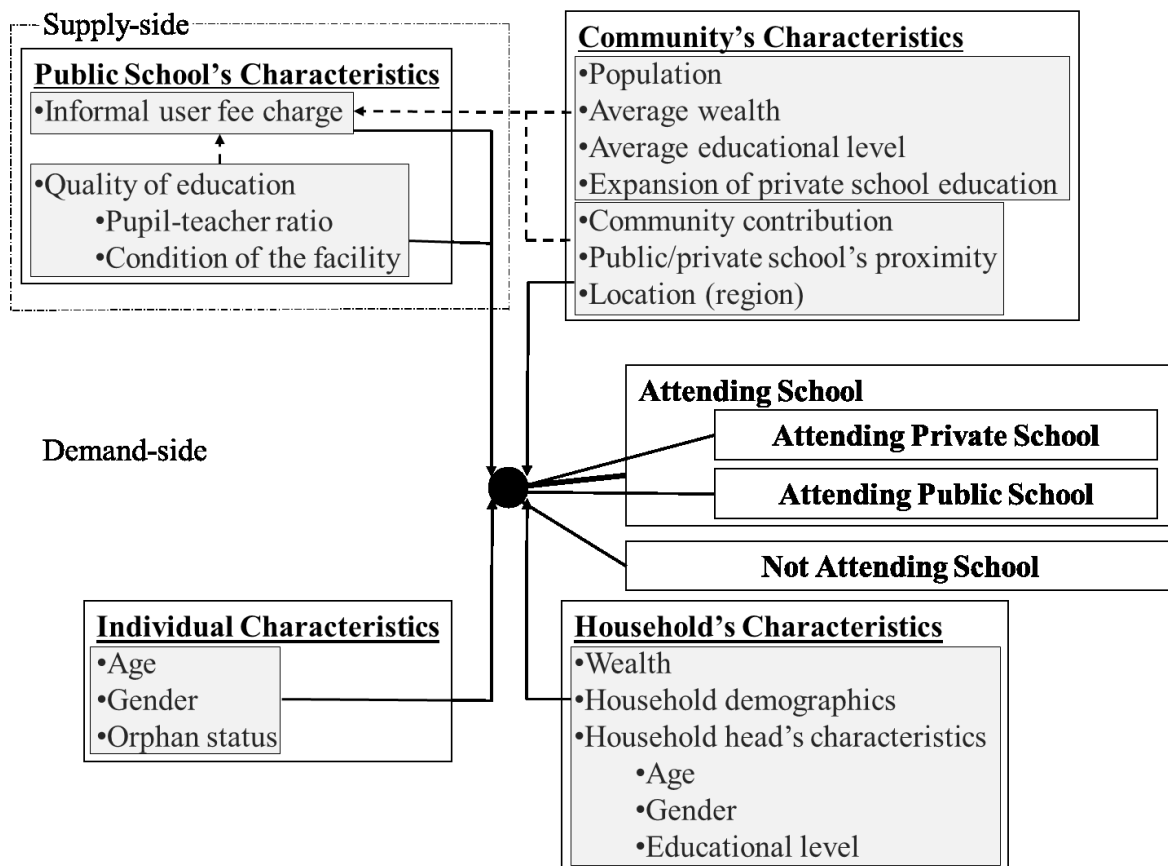 Supply-side
Public School's Characteristics
•Informal user fee charge
•Quality of education
•Pupil-teacher ratio
•Condition of the facility
Community's Characteristics
•Population
•Average wealth
•Average educational level
•Expansion of private school education
•Community contribution
•Public/private school's proximity
•Location (region)
Demand-side
Attending School
Attending Private School
Attending Public School
Not Attending School
Individual Characteristics
•Age
•Gender
•Orphan status
Household's Characteristics
•Wealth
•Household demographics
•Household head's characteristics
•Age
•Gender
•Educational level